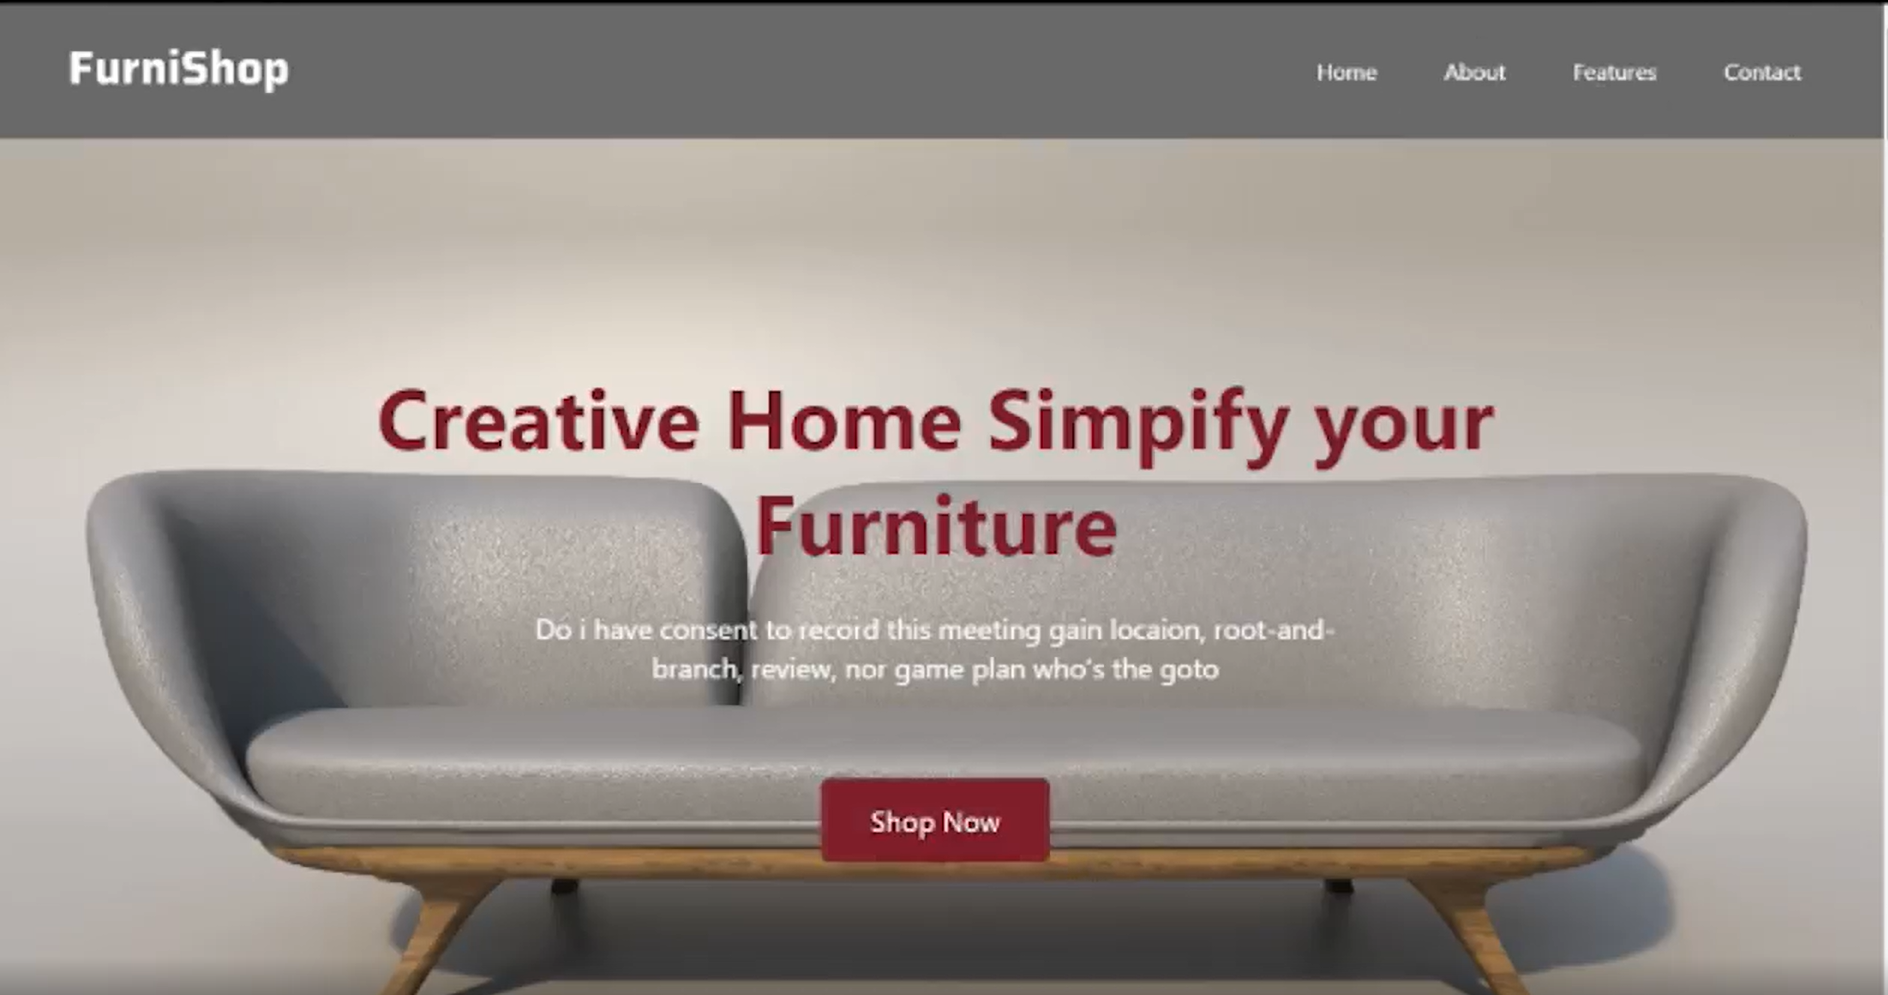 FurniShop
Home About Features Contact
Creative Home Simpify your
Furniture
Do i have consent to record this meeting gain locaion, root-and-
branch, review, nor game plan who's the goto
Shop Now